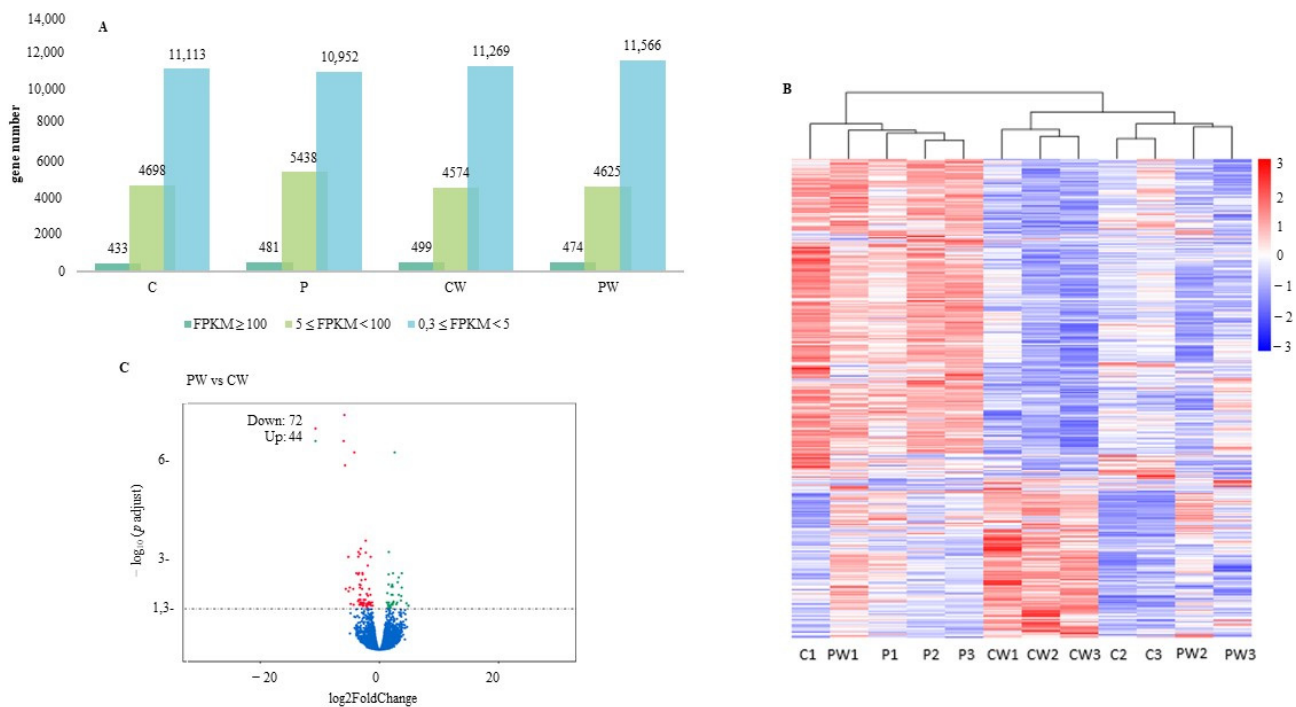 A
14,000
12,000
10,000
8000
6000
4000
2000
0
gene number
11,113
10,952
11,269
11,566
4698
5438
4574
4625
433
481
499
474
C P CW PW
FPKM ≥ 100 5 ≤ FPKM < 100 0,3 ≤ FPKM < 5
B
3
2
1
0
−1
−2
−3
C1 PW1 P1 P2 P3 CW1 CW2 CW3 C2 C3 PW2 PW3
C
PW vs CW
Down: 72
Up: 44
6-
3-
1,3-
− log₁₀ (p adjust)
−20 0 20
log2FoldChange